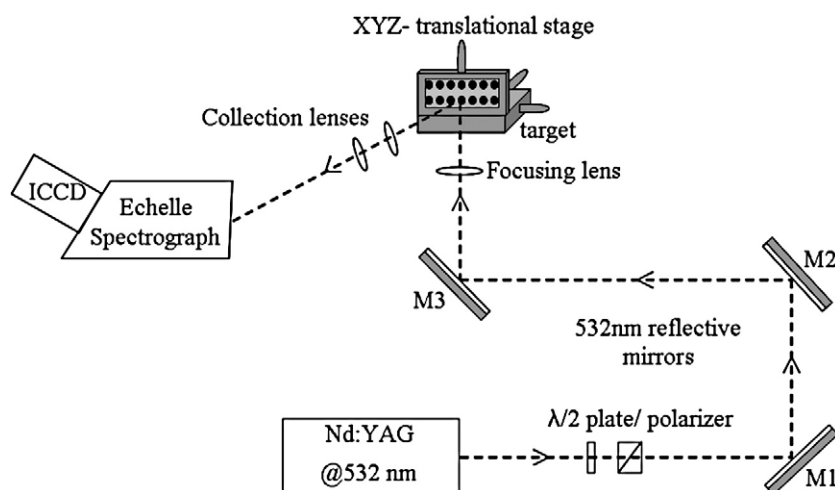 XYZ- translational stage
Collection lenses
target
Focusing lens
ICCD
Echelle
Spectrograph
M2
M3
532nm reflective
mirrors
λ/2 plate/ polarizer
Nd:YAG
@532 nm
M1